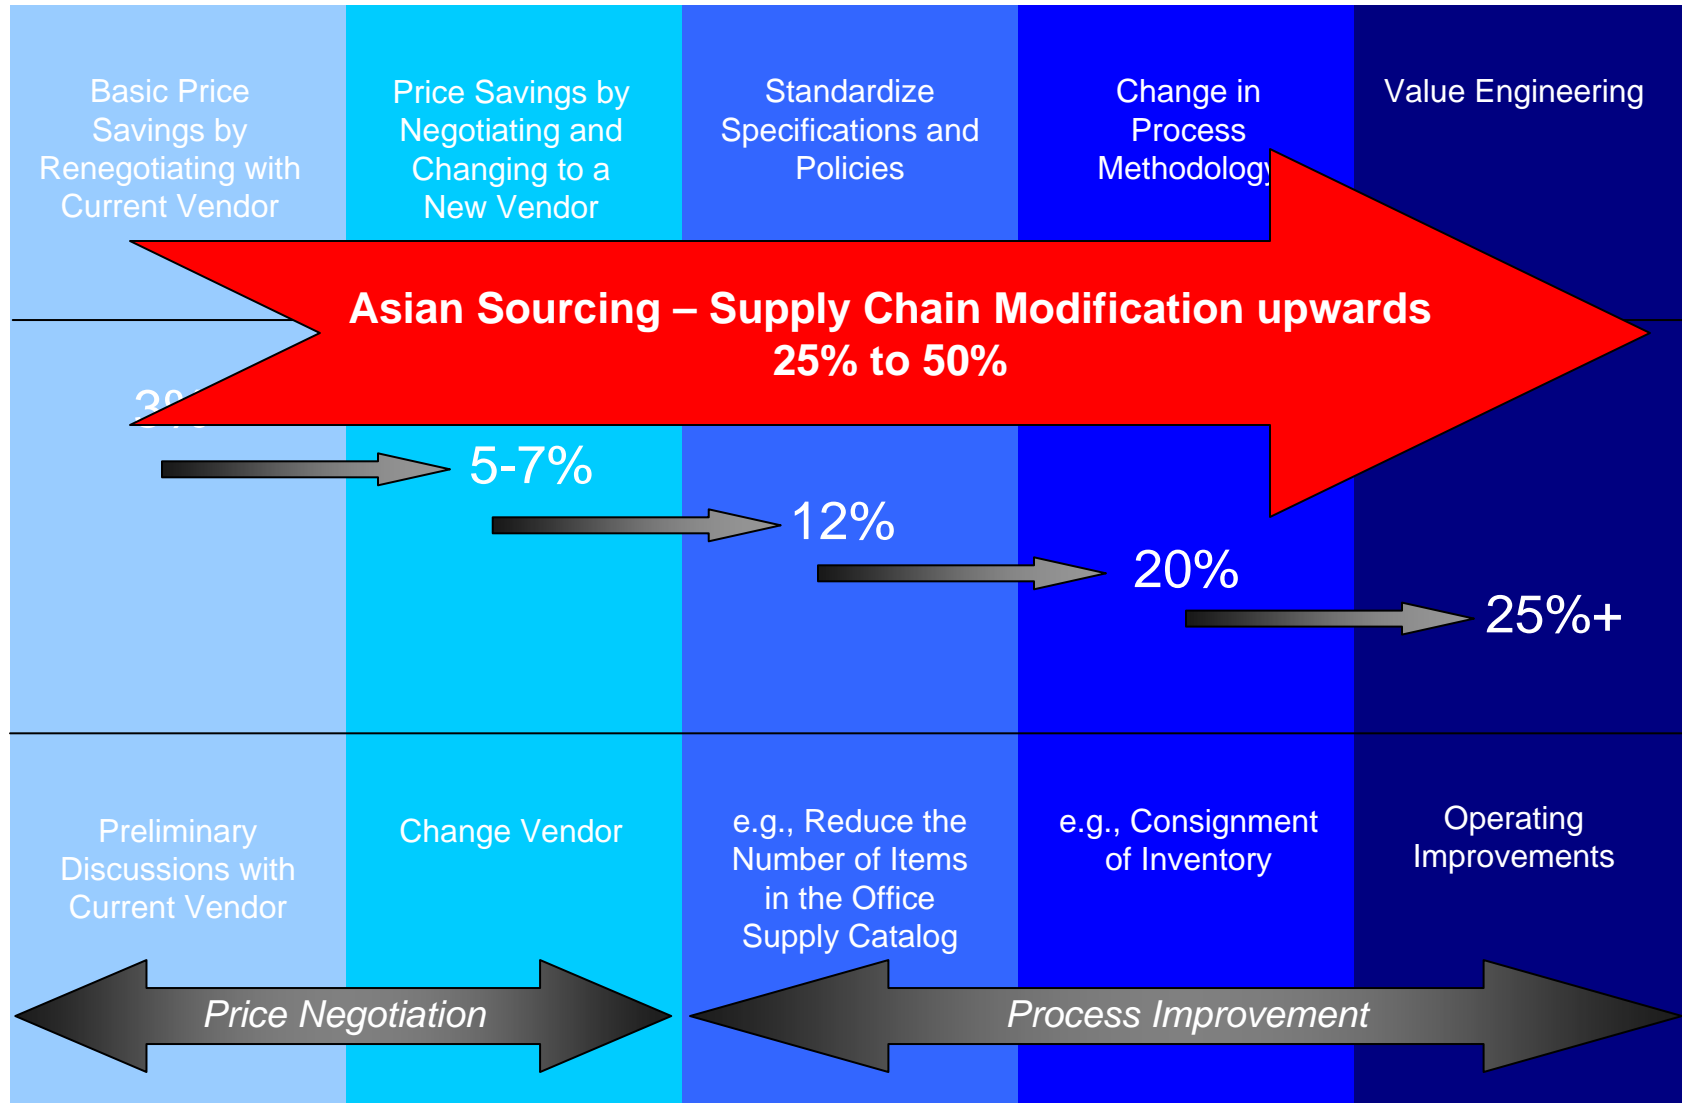 Basic Price
Savings by
Renegotiating with
Current Vendor
Price Savings by
Negotiating and
Changing to a
New Vendor
Standardize
Specifications and
Policies
Change in
Process
Methodology
Value Engineering
Asian Sourcing – Supply Chain Modification upwards
25% to 50%
3%
5-7%
12%
20%
25%+
Preliminary
Discussions with
Current Vendor
Change Vendor
e.g., Reduce the
Number of Items
in the Office
Supply Catalog
e.g., Consignment
of Inventory
Operating
Improvements
Price Negotiation
Process Improvement